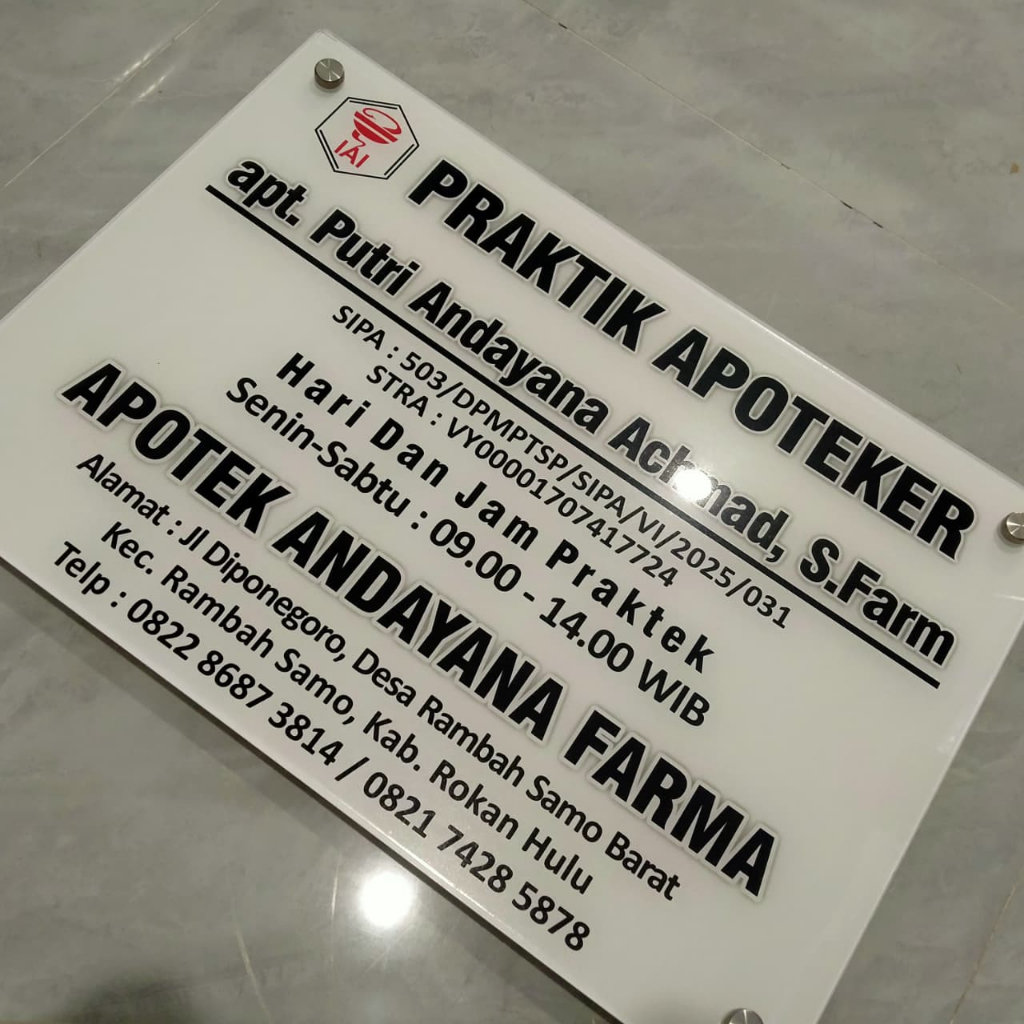 IAI
PRAKTIK APOTEKER
apt. Putri Andayana Achmad, S.Farm
SIPA : 503/DPMPTSP/SIPA/VI/2025/031
STRA : VY00001707417724
Hari Dan Jam Praktek
Senin-Sabtu : 09.00 - 14.00 WIB
APOTEK ANDAYANA FARMA
Alamat : Jl Diponegoro, Desa Rambah Samo Barat
Kec. Rambah Samo, Kab. Rokan Hulu
Telp : 0822 8687 3814 / 0821 7428 5878